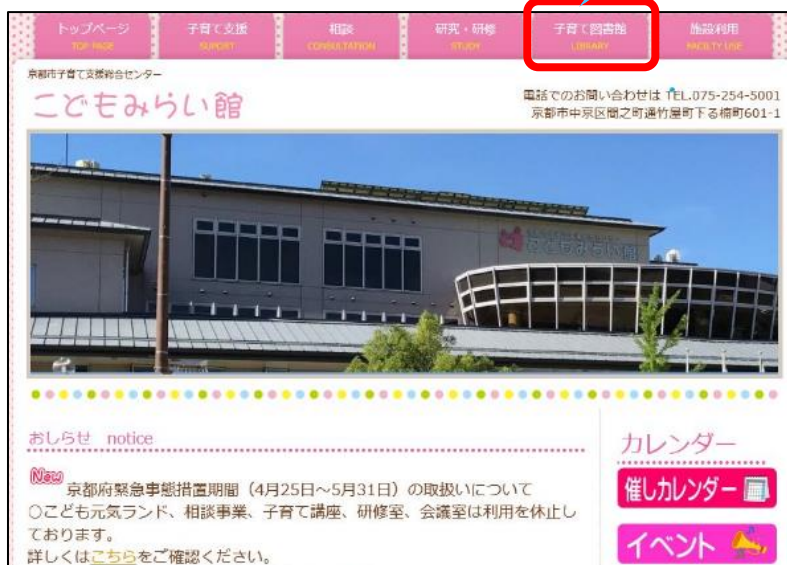 トップページ
TOP PAGE
子育て支援
SUPORT
相談
CONSULTATION
研究・研修
STUDY
子育て図書館
LIBRARY
施設利用
FACILTY USE
京都市子育て支援総合センター
こどもみらい館
電話でのお問い合わせは TEL.075-254-5001
京都市中京区間之町通竹屋町下る楠町601-1
こどもみらい館
おしらせ notice
New
京都府緊急事態措置期間（4月25日～5月31日）の取扱いについて
○こども元気ランド、相談事業、子育て講座、研修室、会議室は利用を休止し
ております。
詳しくはこちらをご確認ください。
カレンダー
催しカレンダー
イベント